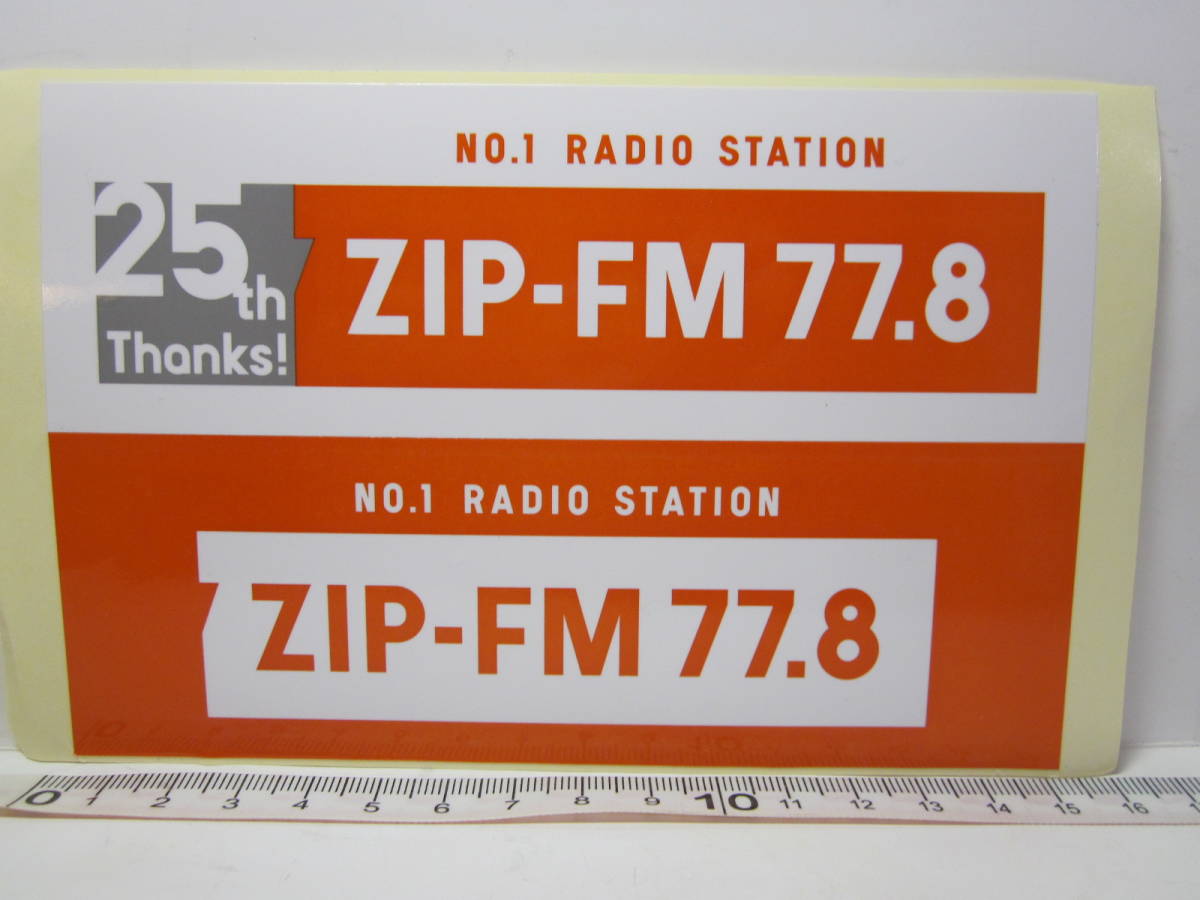 NO.1 RADIO STATION
25th
Thanks!
ZIP-FM 77.8
NO.1 RADIO STATION
ZIP-FM 77.8
0 1 2 3 4 5 6 7 8 9 10 11 12 13 14 15 16